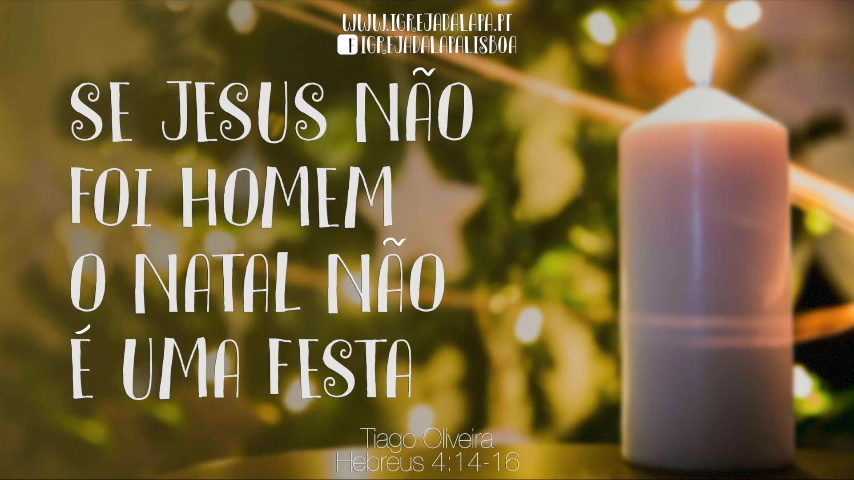 WWW.IGREJADALAPA.PT
IGREJADALAPALISBOA
SE JESUS NÃO
FOI HOMEM
O NATAL NÃO
É UMA FESTA
Tiago Oliveira
Hebreus 4:14-16